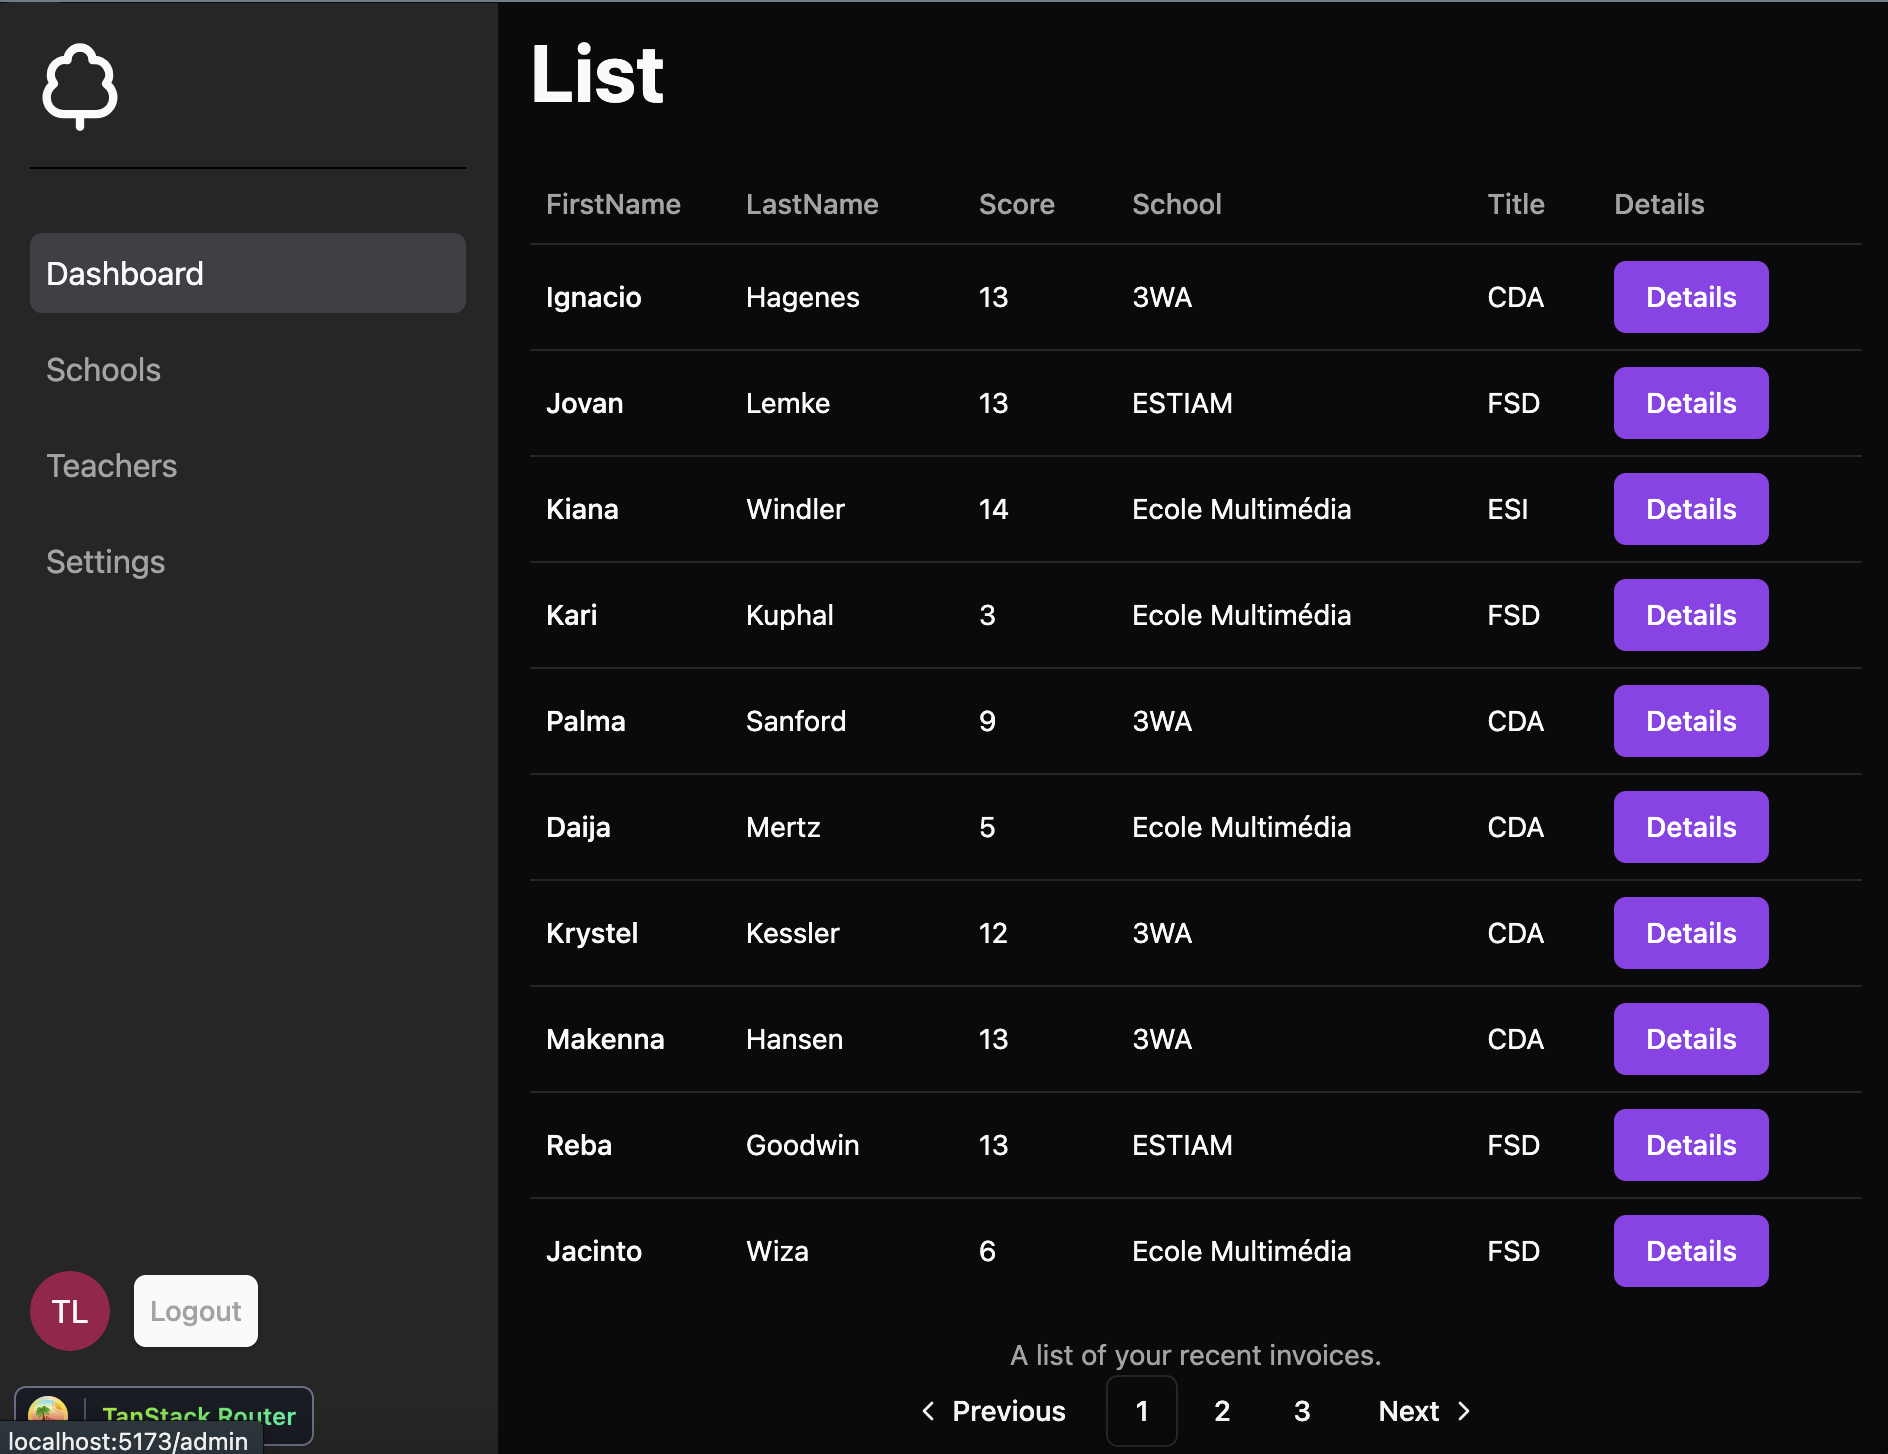 List
FirstName LastName Score School Title Details
Dashboard
Schools
Teachers
Settings
Ignacio Hagenes 13 3WA CDA Details
Jovan Lemke 13 ESTIAM FSD Details
Kiana Windler 14 Ecole Multimédia ESI Details
Kari Kuphal 3 Ecole Multimédia FSD Details
Palma Sanford 9 3WA CDA Details
Daija Mertz 5 Ecole Multimédia CDA Details
Krystel Kessler 12 3WA CDA Details
Makenna Hansen 13 3WA CDA Details
Reba Goodwin 13 ESTIAM FSD Details
Jacinto Wiza 6 Ecole Multimédia FSD Details
TL Logout
A list of your recent invoices.
Previous 1 2 3 Next
TanStack Router
localhost:5173/admin